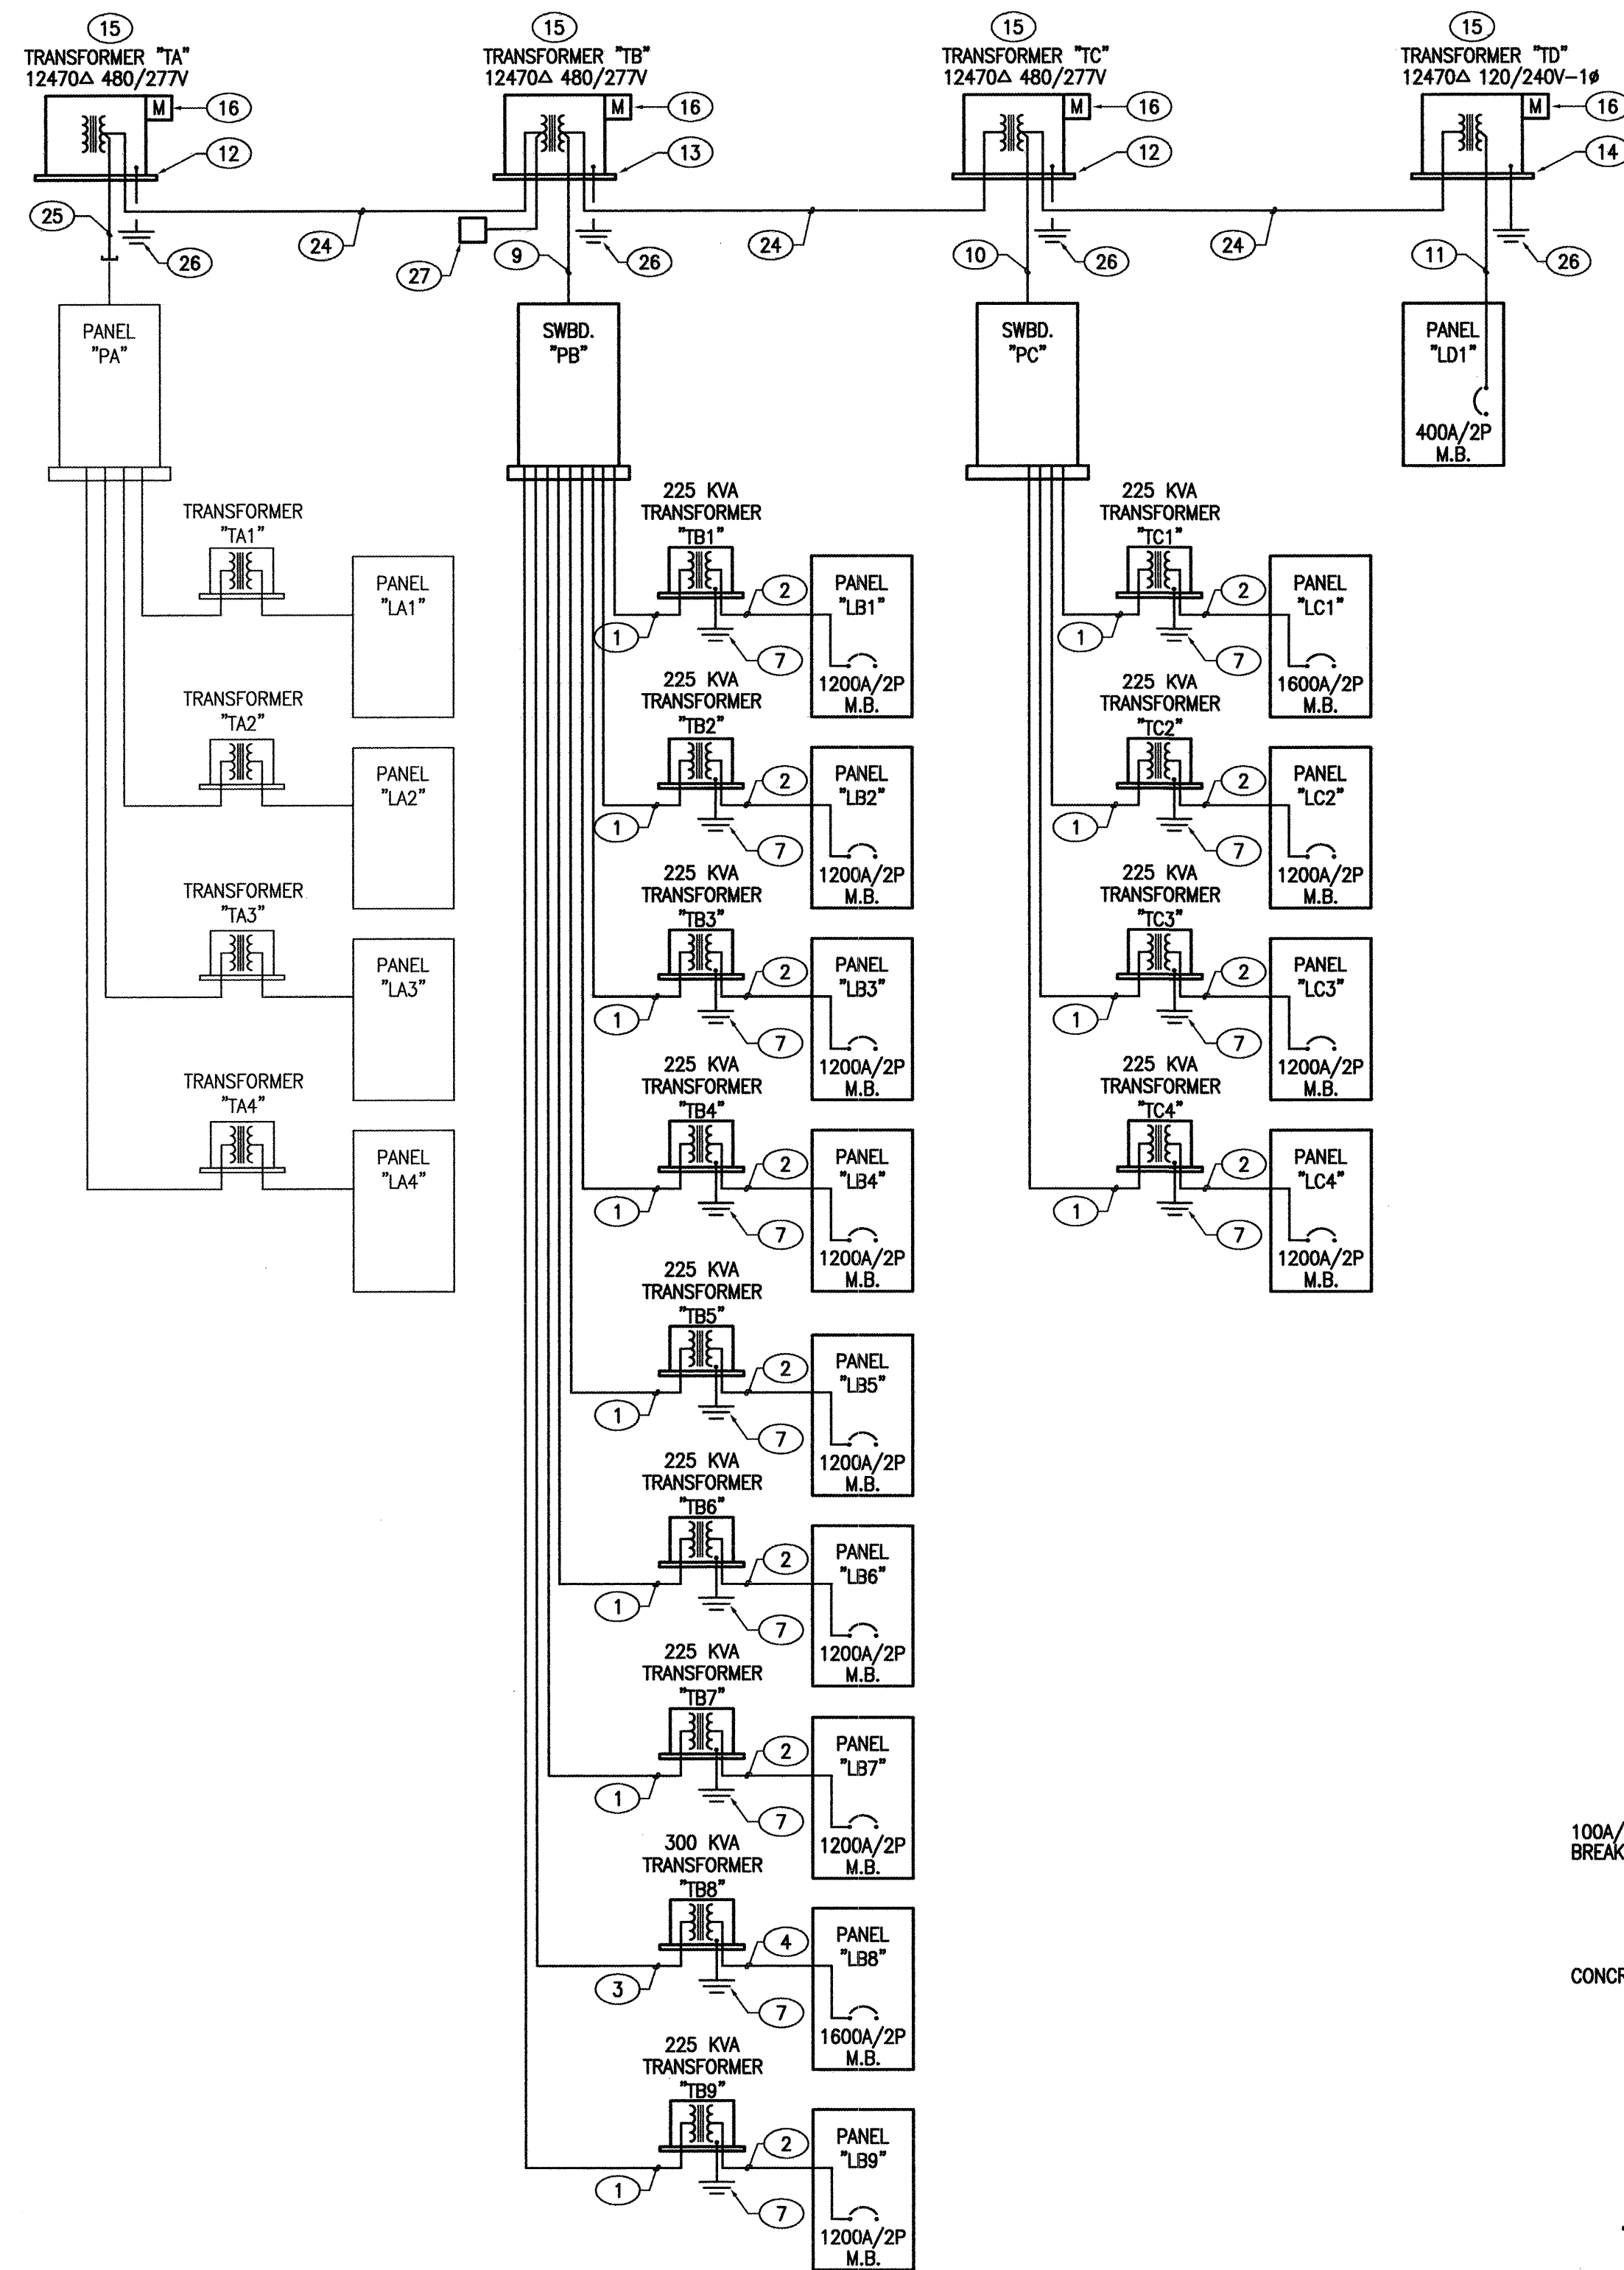 15
TRANSFORMER "TA"
12470Δ 480/277V
M
16
12
25
26
24
15
TRANSFORMER "TB"
12470Δ 480/277V
M
16
13
27
9
26
24
15
TRANSFORMER "TC"
12470Δ 480/277V
M
16
12
10
26
24
15
TRANSFORMER "TD"
12470Δ 120/240V-1ø
M
16
14
11
26
PANEL
"PA"
TRANSFORMER
"TA1"
PANEL
"LA1"
TRANSFORMER
"TA2"
PANEL
"LA2"
TRANSFORMER
"TA3"
PANEL
"LA3"
TRANSFORMER
"TA4"
PANEL
"LA4"
SWBD.
"PB"
225 KVA
TRANSFORMER
"TB1"
1
2
7
PANEL
"LB1"
1200A/2P
M.B.
225 KVA
TRANSFORMER
"TB2"
1
2
7
PANEL
"LB2"
1200A/2P
M.B.
225 KVA
TRANSFORMER
"TB3"
1
2
7
PANEL
"LB3"
1200A/2P
M.B.
225 KVA
TRANSFORMER
"TB4"
1
2
7
PANEL
"LB4"
1200A/2P
M.B.
225 KVA
TRANSFORMER
"TB5"
1
2
7
PANEL
"LB5"
1200A/2P
M.B.
225 KVA
TRANSFORMER
"TB6"
1
2
7
PANEL
"LB6"
1200A/2P
M.B.
225 KVA
TRANSFORMER
"TB7"
1
2
7
PANEL
"LB7"
1200A/2P
M.B.
300 KVA
TRANSFORMER
"TB8"
3
4
7
PANEL
"LB8"
1600A/2P
M.B.
225 KVA
TRANSFORMER
"TB9"
1
2
7
PANEL
"LB9"
1200A/2P
M.B.
SWBD.
"PC"
225 KVA
TRANSFORMER
"TC1"
1
2
7
PANEL
"LC1"
1600A/2P
M.B.
225 KVA
TRANSFORMER
"TC2"
1
2
7
PANEL
"LC2"
1200A/2P
M.B.
225 KVA
TRANSFORMER
"TC3"
1
2
7
PANEL
"LC3"
1200A/2P
M.B.
225 KVA
TRANSFORMER
"TC4"
1
2
7
PANEL
"LC4"
1200A/2P
M.B.
PANEL
"LD1"
400A/2P
M.B.
100A/
BREAK
CONCR